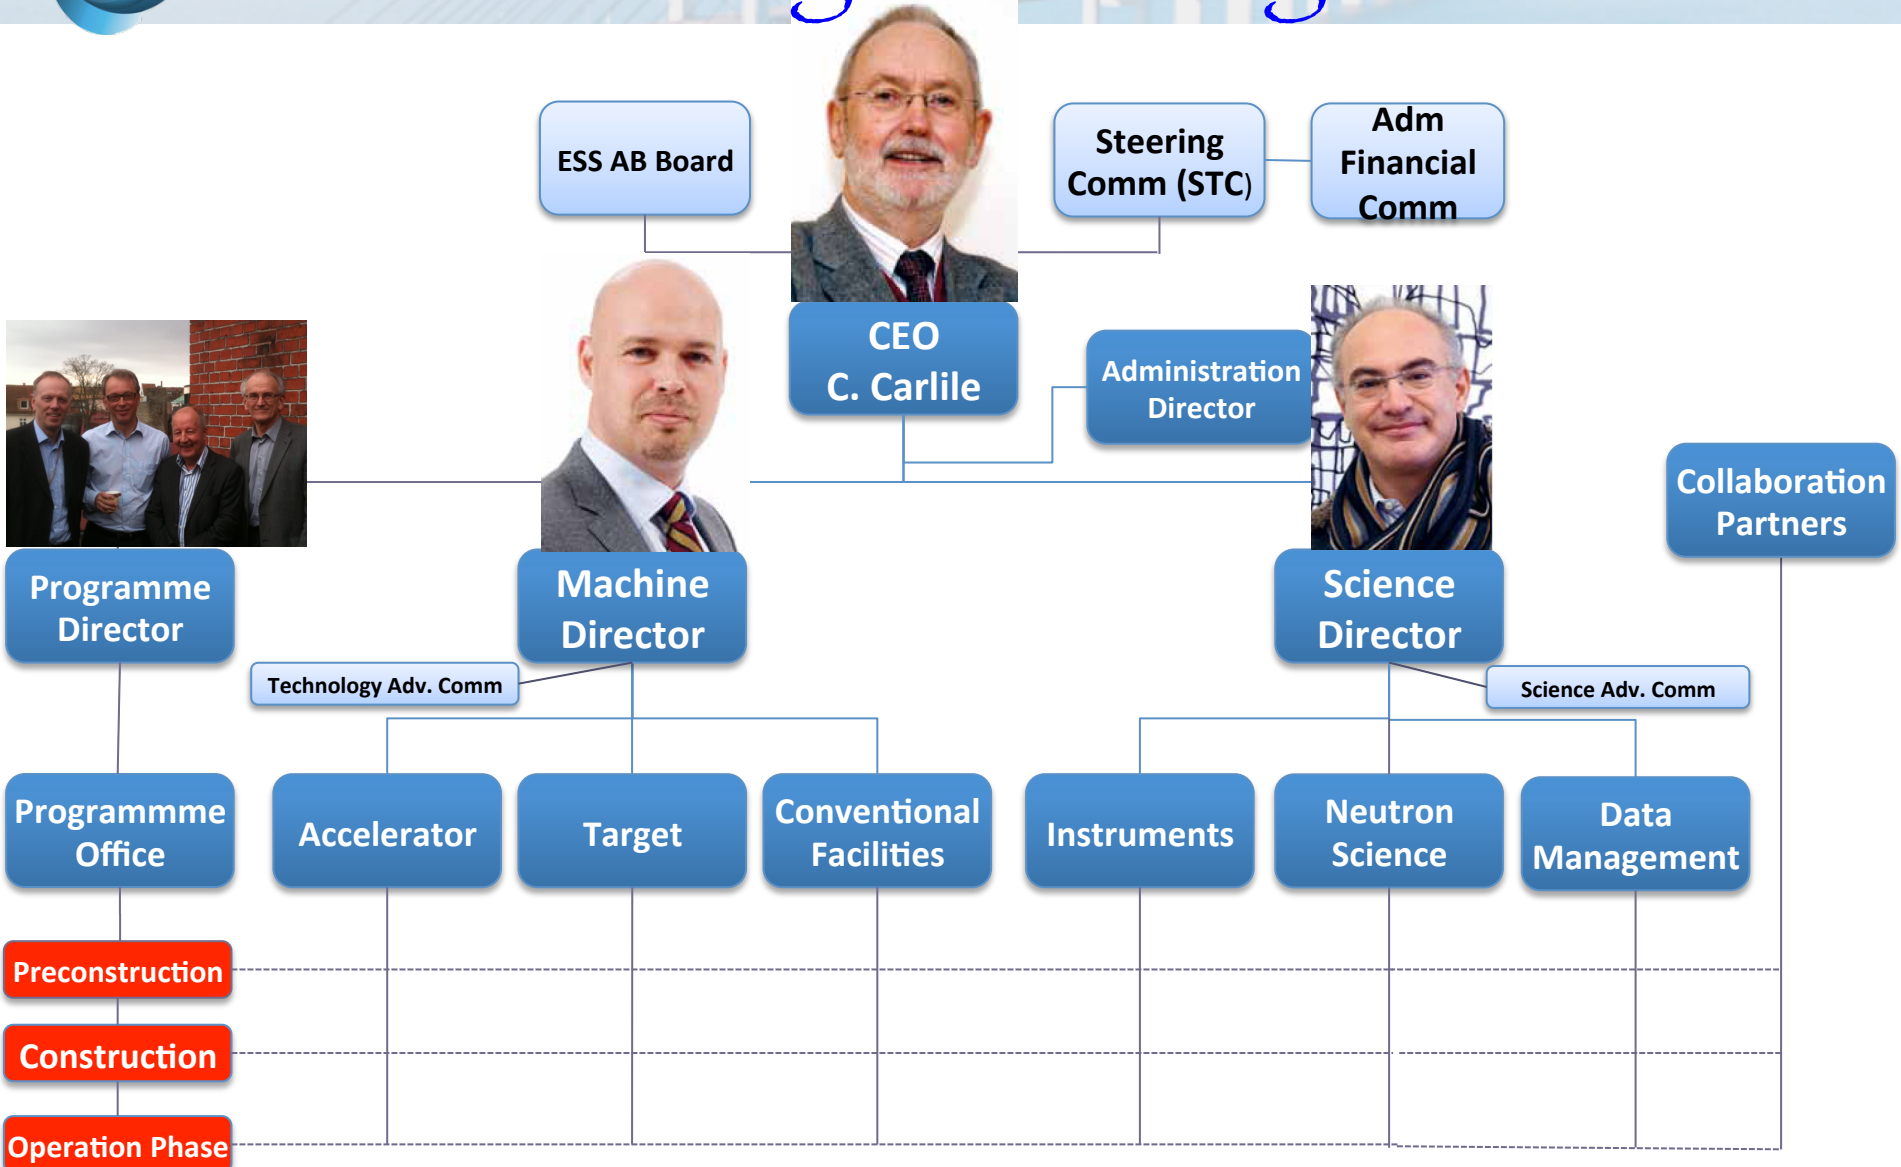 ESS AB Board
Steering
Comm (STC)
Adm
Financial
Comm
CEO
C. Carlile
Administration
Director
Collaboration
Partners
Programme
Director
Machine
Director
Science
Director
Technology Adv. Comm
Science Adv. Comm
Programmme
Office
Accelerator
Target
Conventional
Facilities
Instruments
Neutron
Science
Data
Management
Preconstruction
Construction
Operation Phase